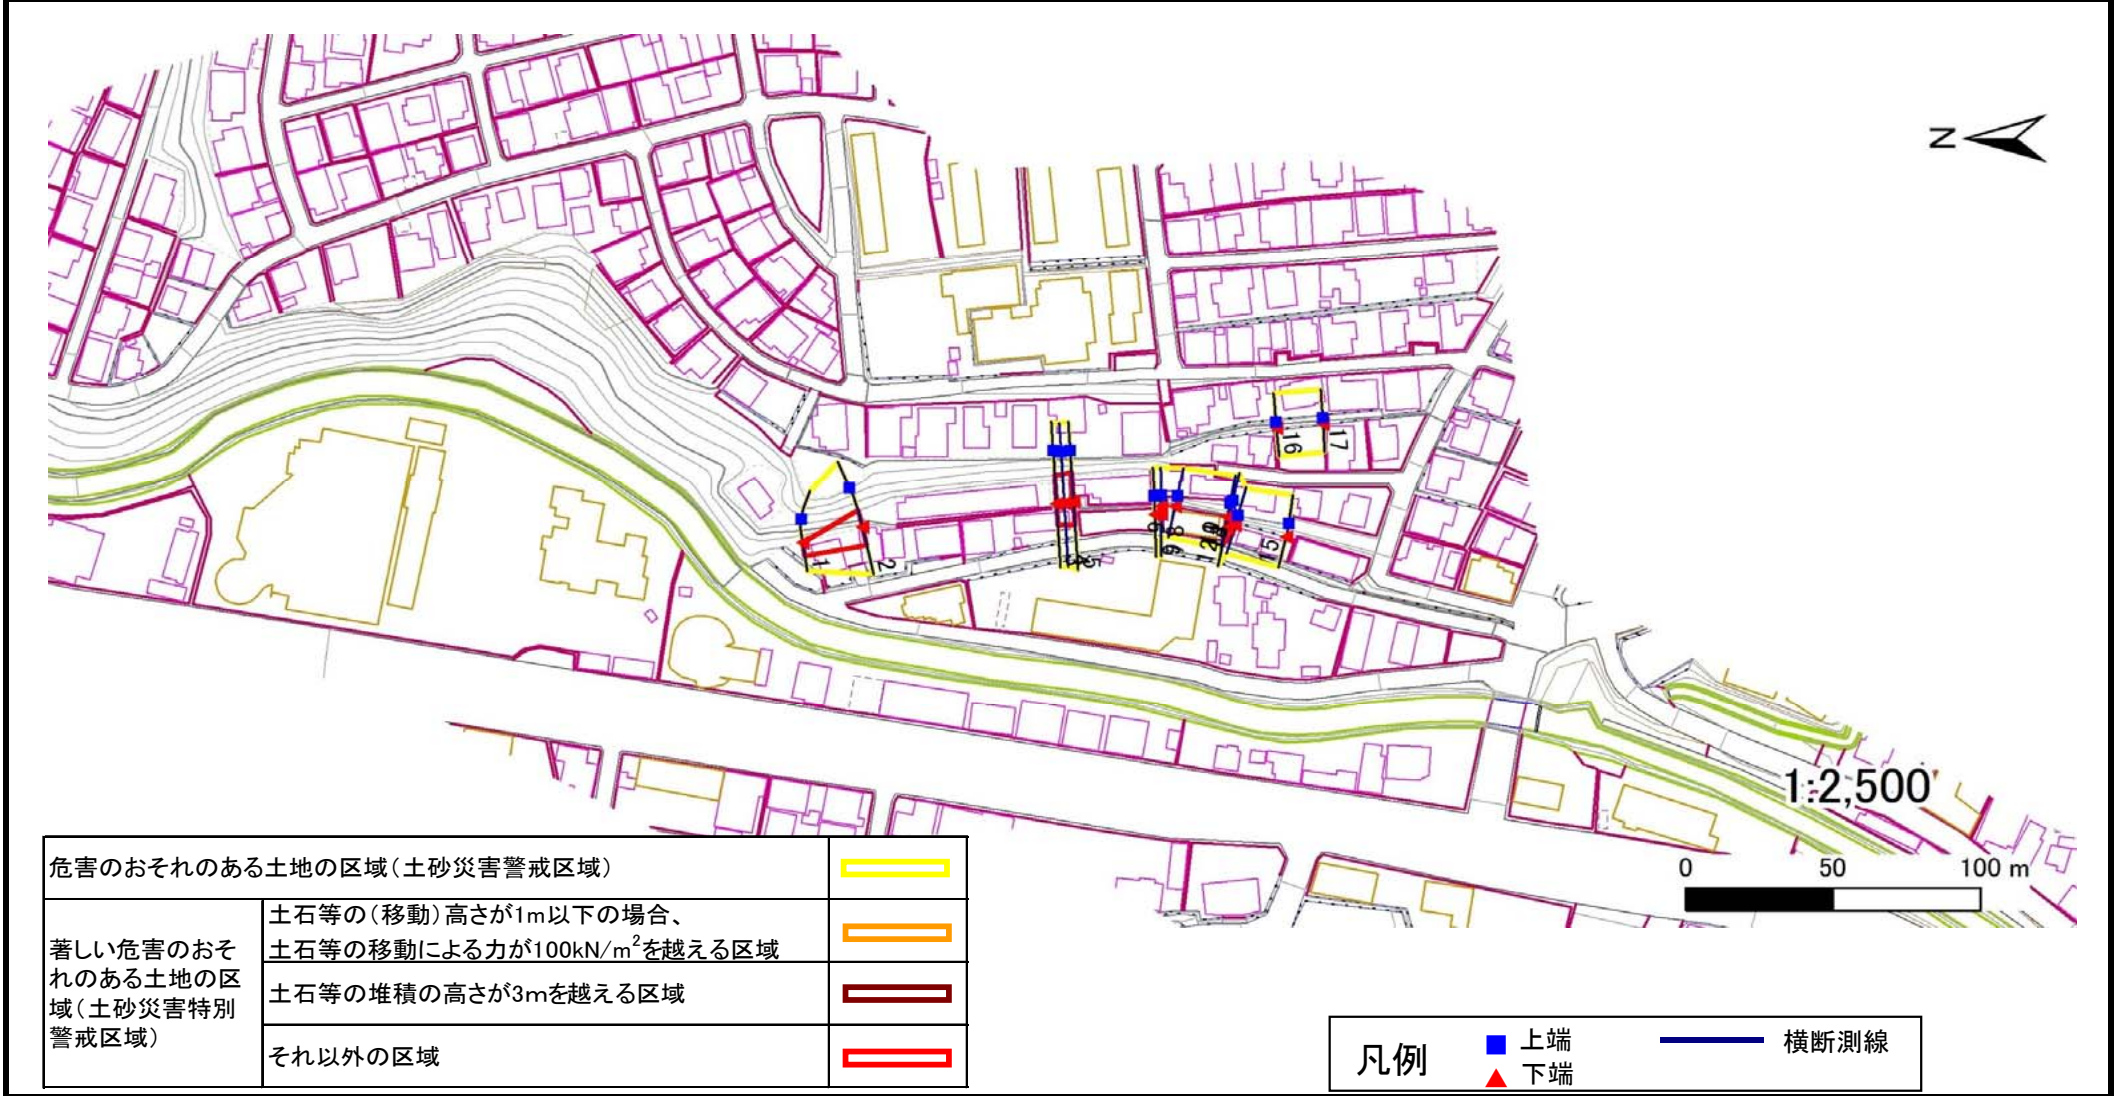 N
16
17
1
2
5
8
9
15
1:2,500
0 50 100 m
危害のおそれのある土地の区域(土砂災害警戒区域)
著しい危害のおそ
れのある土地の区
域(土砂災害特別
警戒区域)
土石等の(移動)高さが1m以下の場合、
土石等の移動による力が100kN/m²を越える区域
土石等の堆積の高さが3mを越える区域
それ以外の区域
凡例
上端
下端
横断測線